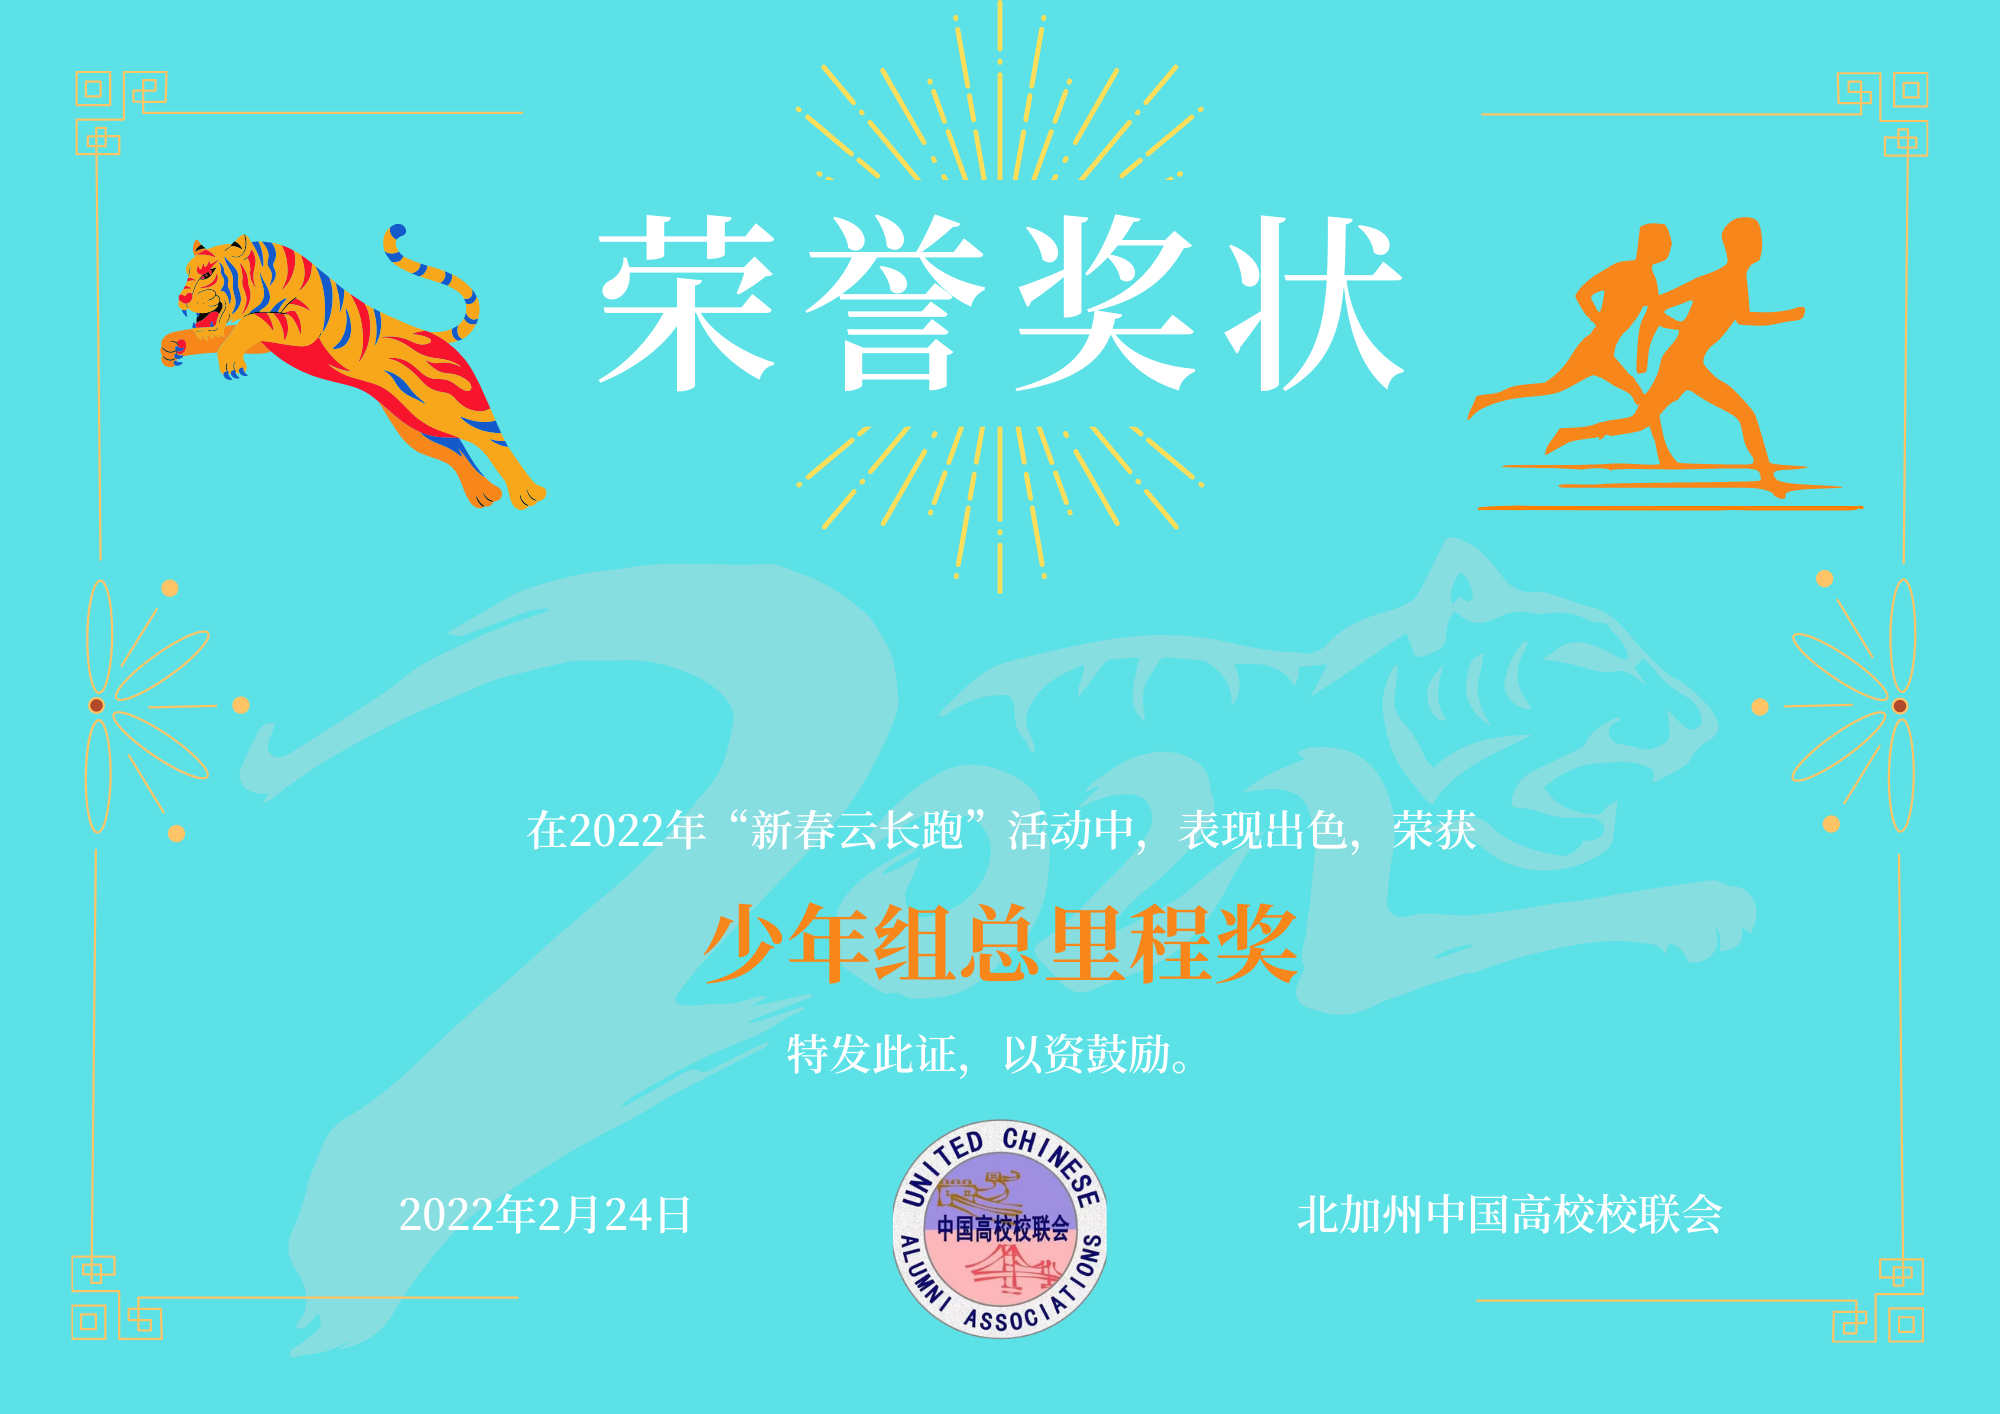 荣誉奖状
在2022年“新春云长跑”活动中，表现出色，荣获
少年组总里程奖
特发此证，以资鼓励。
2022年2月24日
UNITED CHINESE
中国高校校联会
ALUMNI ASSOCIATIONS
北加州中国高校校联会